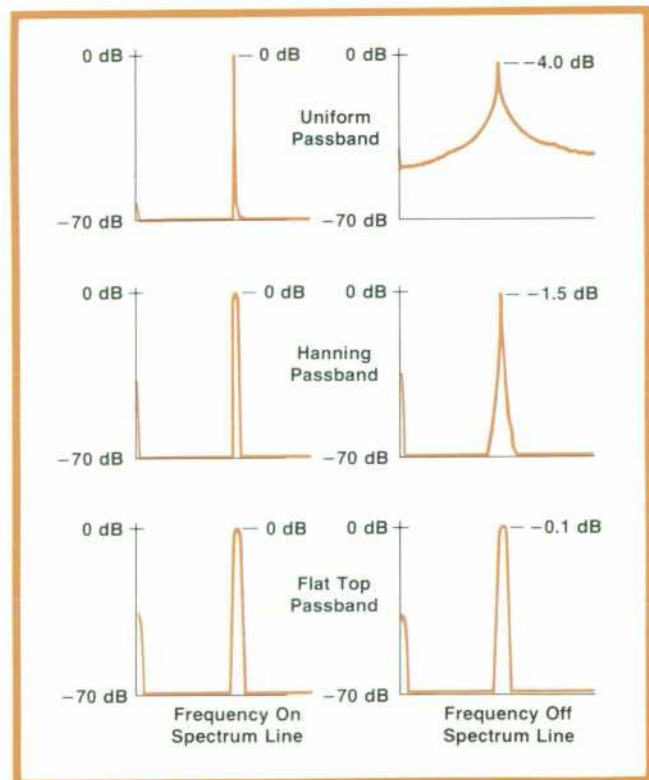 0 dB
— 0 dB
0 dB
— -4.0 dB
Uniform
Passband
-70 dB
-70 dB
0 dB
— 0 dB
0 dB
— -1.5 dB
Hanning
Passband
-70 dB
-70 dB
0 dB
— 0 dB
0 dB
— -0.1 dB
Flat Top
Passband
-70 dB
-70 dB
Frequency On
Spectrum Line
Frequency Off
Spectrum Line